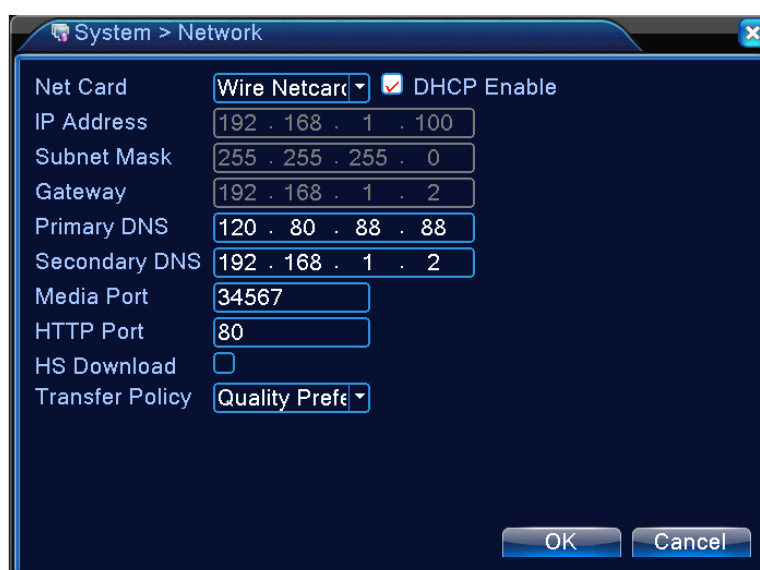 System > Network
Net Card Wire Netcar DHCP Enable
IP Address 192 . 168 . 1 . 100
Subnet Mask 255 . 255 . 255 . 0
Gateway 192 . 168 . 1 . 2
Primary DNS 120 . 80 . 88 . 88
Secondary DNS 192 . 168 . 1 . 2
Media Port 34567
HTTP Port 80
HS Download
Transfer Policy Quality Prefe
OK Cancel